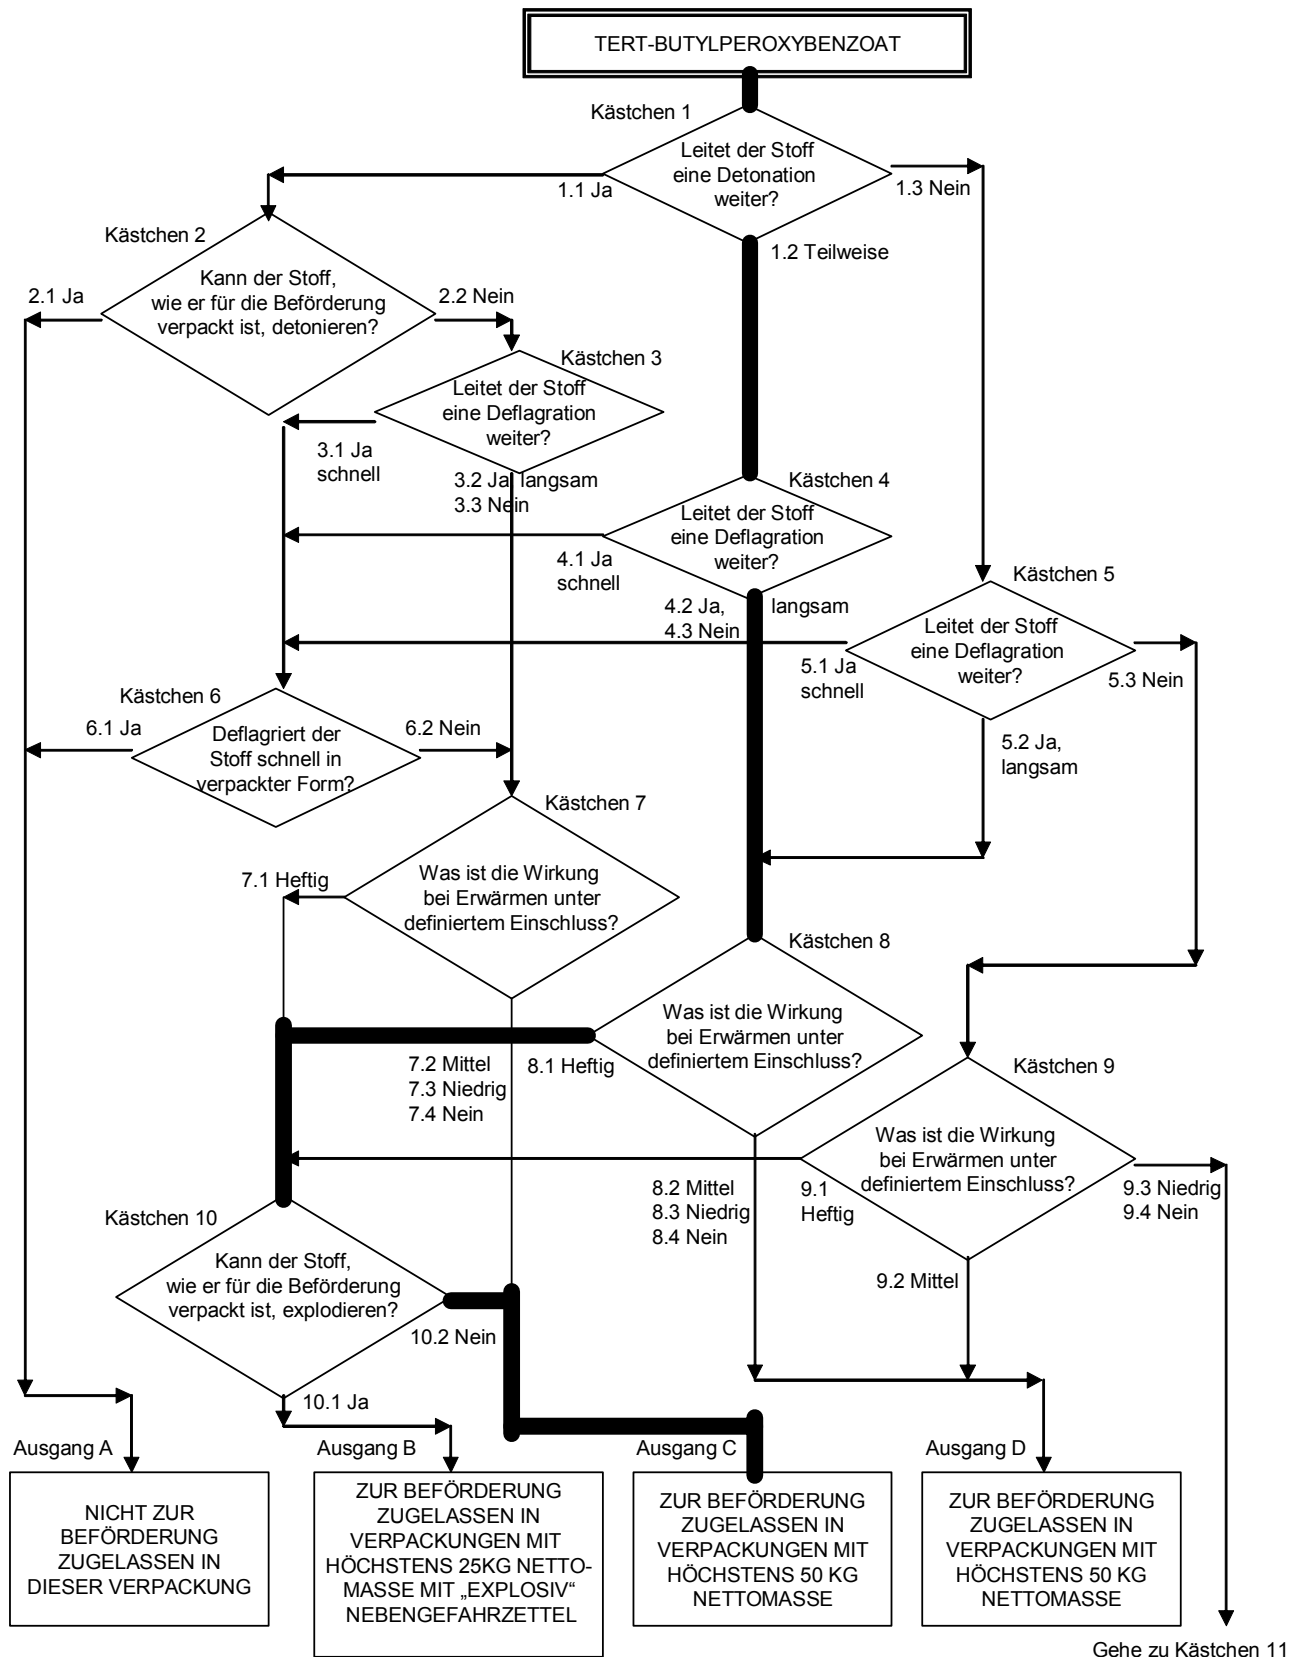 TERT-BUTYLPEROXYBENZOAT
Kästchen 1
Leitet der Stoff
eine Detonation
weiter?
1.1 Ja
1.3 Nein
1.2 Teilweise
Kästchen 2
Kann der Stoff,
wie er für die Beförderung
verpackt ist, detonieren?
2.1 Ja
2.2 Nein
Kästchen 3
Leitet der Stoff
eine Deflagration
weiter?
3.1 Ja
schnell
3.2 Ja, langsam
3.3 Nein
Kästchen 4
Leitet der Stoff
eine Deflagration
weiter?
4.1 Ja
schnell
4.2 Ja, langsam
4.3 Nein
Kästchen 5
Leitet der Stoff
eine Deflagration
weiter?
5.1 Ja
schnell
5.3 Nein
5.2 Ja,
langsam
Kästchen 6
Deflagriert der
Stoff schnell in
verpackter Form?
6.1 Ja
6.2 Nein
Kästchen 7
Was ist die Wirkung
bei Erwärmen unter
definiertem Einschluss?
7.1 Heftig
7.2 Mittel
7.3 Niedrig
7.4 Nein
Kästchen 8
Was ist die Wirkung
bei Erwärmen unter
definiertem Einschluss?
8.1 Heftig
8.2 Mittel
8.3 Niedrig
8.4 Nein
Kästchen 9
Was ist die Wirkung
bei Erwärmen unter
definiertem Einschluss?
9.1
Heftig
9.3 Niedrig
9.4 Nein
9.2 Mittel
Kästchen 10
Kann der Stoff,
wie er für die Beförderung
verpackt ist, explodieren?
10.2 Nein
10.1 Ja
Ausgang A
NICHT ZUR
BEFÖRDERUNG
ZUGELASSEN IN
DIESER VERPACKUNG
Ausgang B
ZUR BEFÖRDERUNG
ZUGELASSEN IN
VERPACKUNGEN MIT
HÖCHSTENS 25KG NETTO-
MASSE MIT „EXPLOSIV“
NEBENGEFAHRZETTEL
Ausgang C
ZUR BEFÖRDERUNG
ZUGELASSEN IN
VERPACKUNGEN MIT
HÖCHSTENS 50 KG
NETTOMASSE
Ausgang D
ZUR BEFÖRDERUNG
ZUGELASSEN IN
VERPACKUNGEN MIT
HÖCHSTENS 50 KG
NETTOMASSE
Gehe zu Kästchen 11